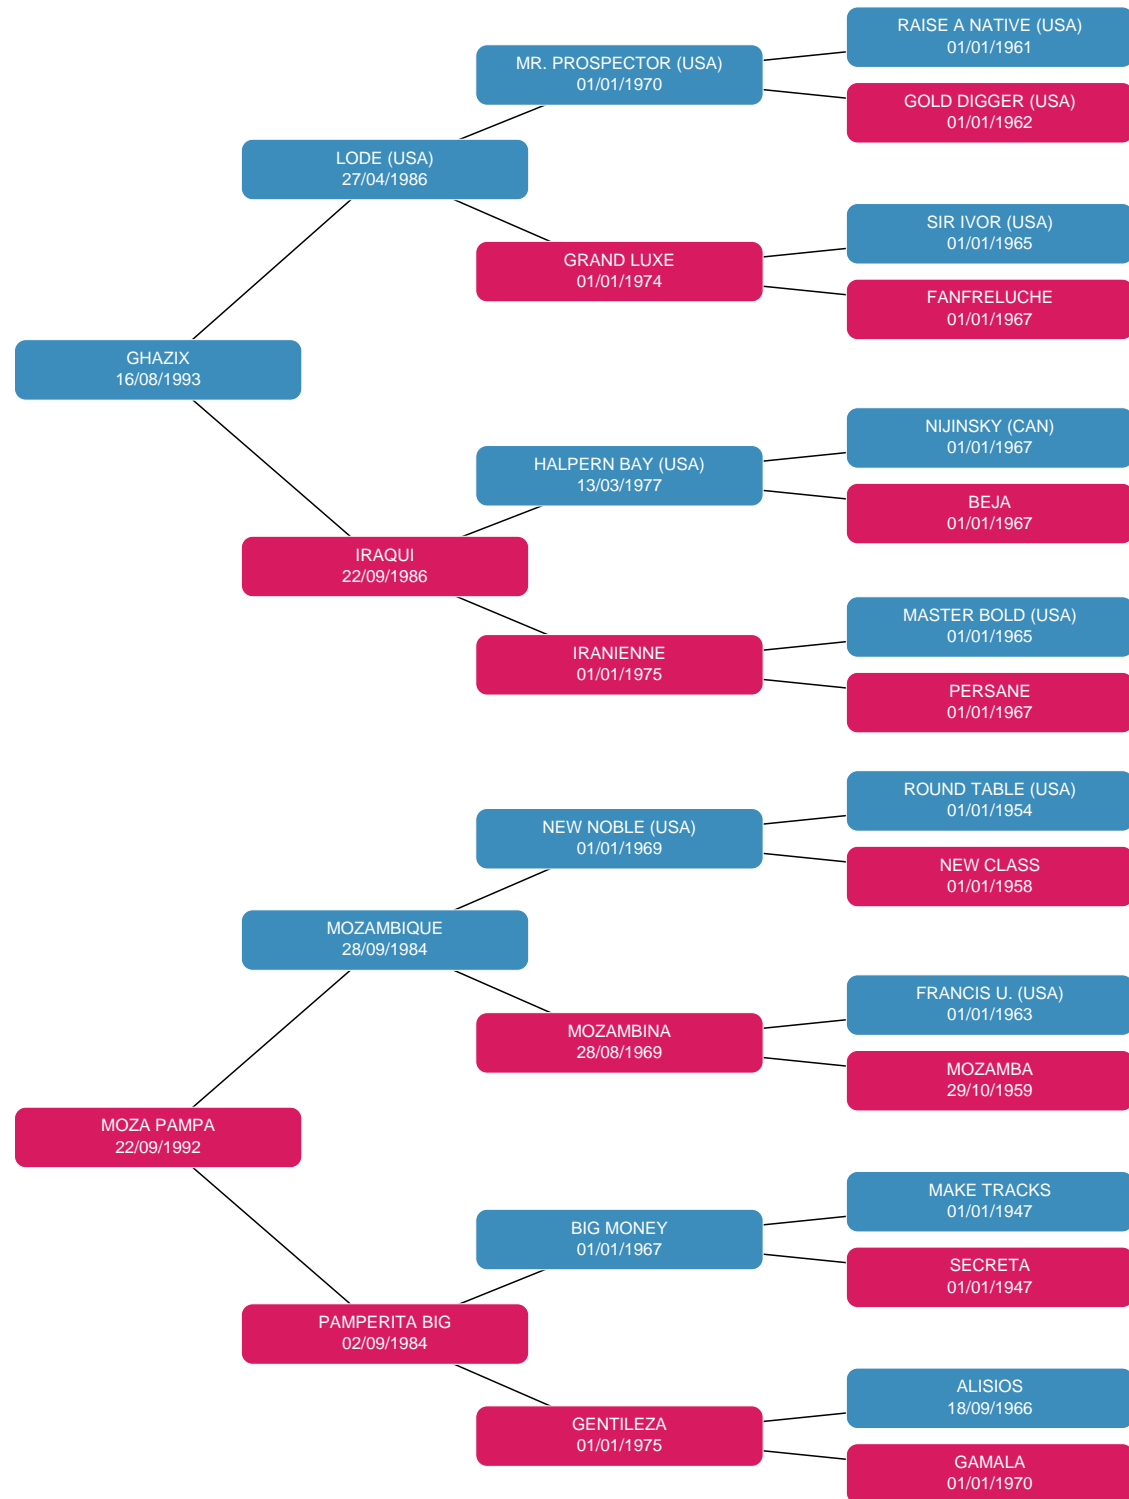 RAISE A NATIVE (USA)
01/01/1961
MR. PROSPECTOR (USA)
01/01/1970
GOLD DIGGER (USA)
01/01/1962
LODE (USA)
27/04/1986
SIR IVOR (USA)
01/01/1965
GRAND LUXE
01/01/1974
FANFRELUCHE
01/01/1967
GHAZIX
16/08/1993
NIJINSKY (CAN)
01/01/1967
HALPERN BAY (USA)
13/03/1977
BEJA
01/01/1967
IRAQUI
22/09/1986
MASTER BOLD (USA)
01/01/1965
IRANIENNE
01/01/1975
PERSANE
01/01/1967
ROUND TABLE (USA)
01/01/1954
NEW NOBLE (USA)
01/01/1969
NEW CLASS
01/01/1958
MOZAMBIQUE
28/09/1984
FRANCIS U. (USA)
01/01/1963
MOZAMBINA
28/08/1969
MOZAMBA
29/10/1959
MOZA PAMPA
22/09/1992
MAKE TRACKS
01/01/1947
BIG MONEY
01/01/1967
SECRETA
01/01/1947
PAMPERITA BIG
02/09/1984
ALISIOS
18/09/1966
GENTILEZA
01/01/1975
GAMALA
01/01/1970